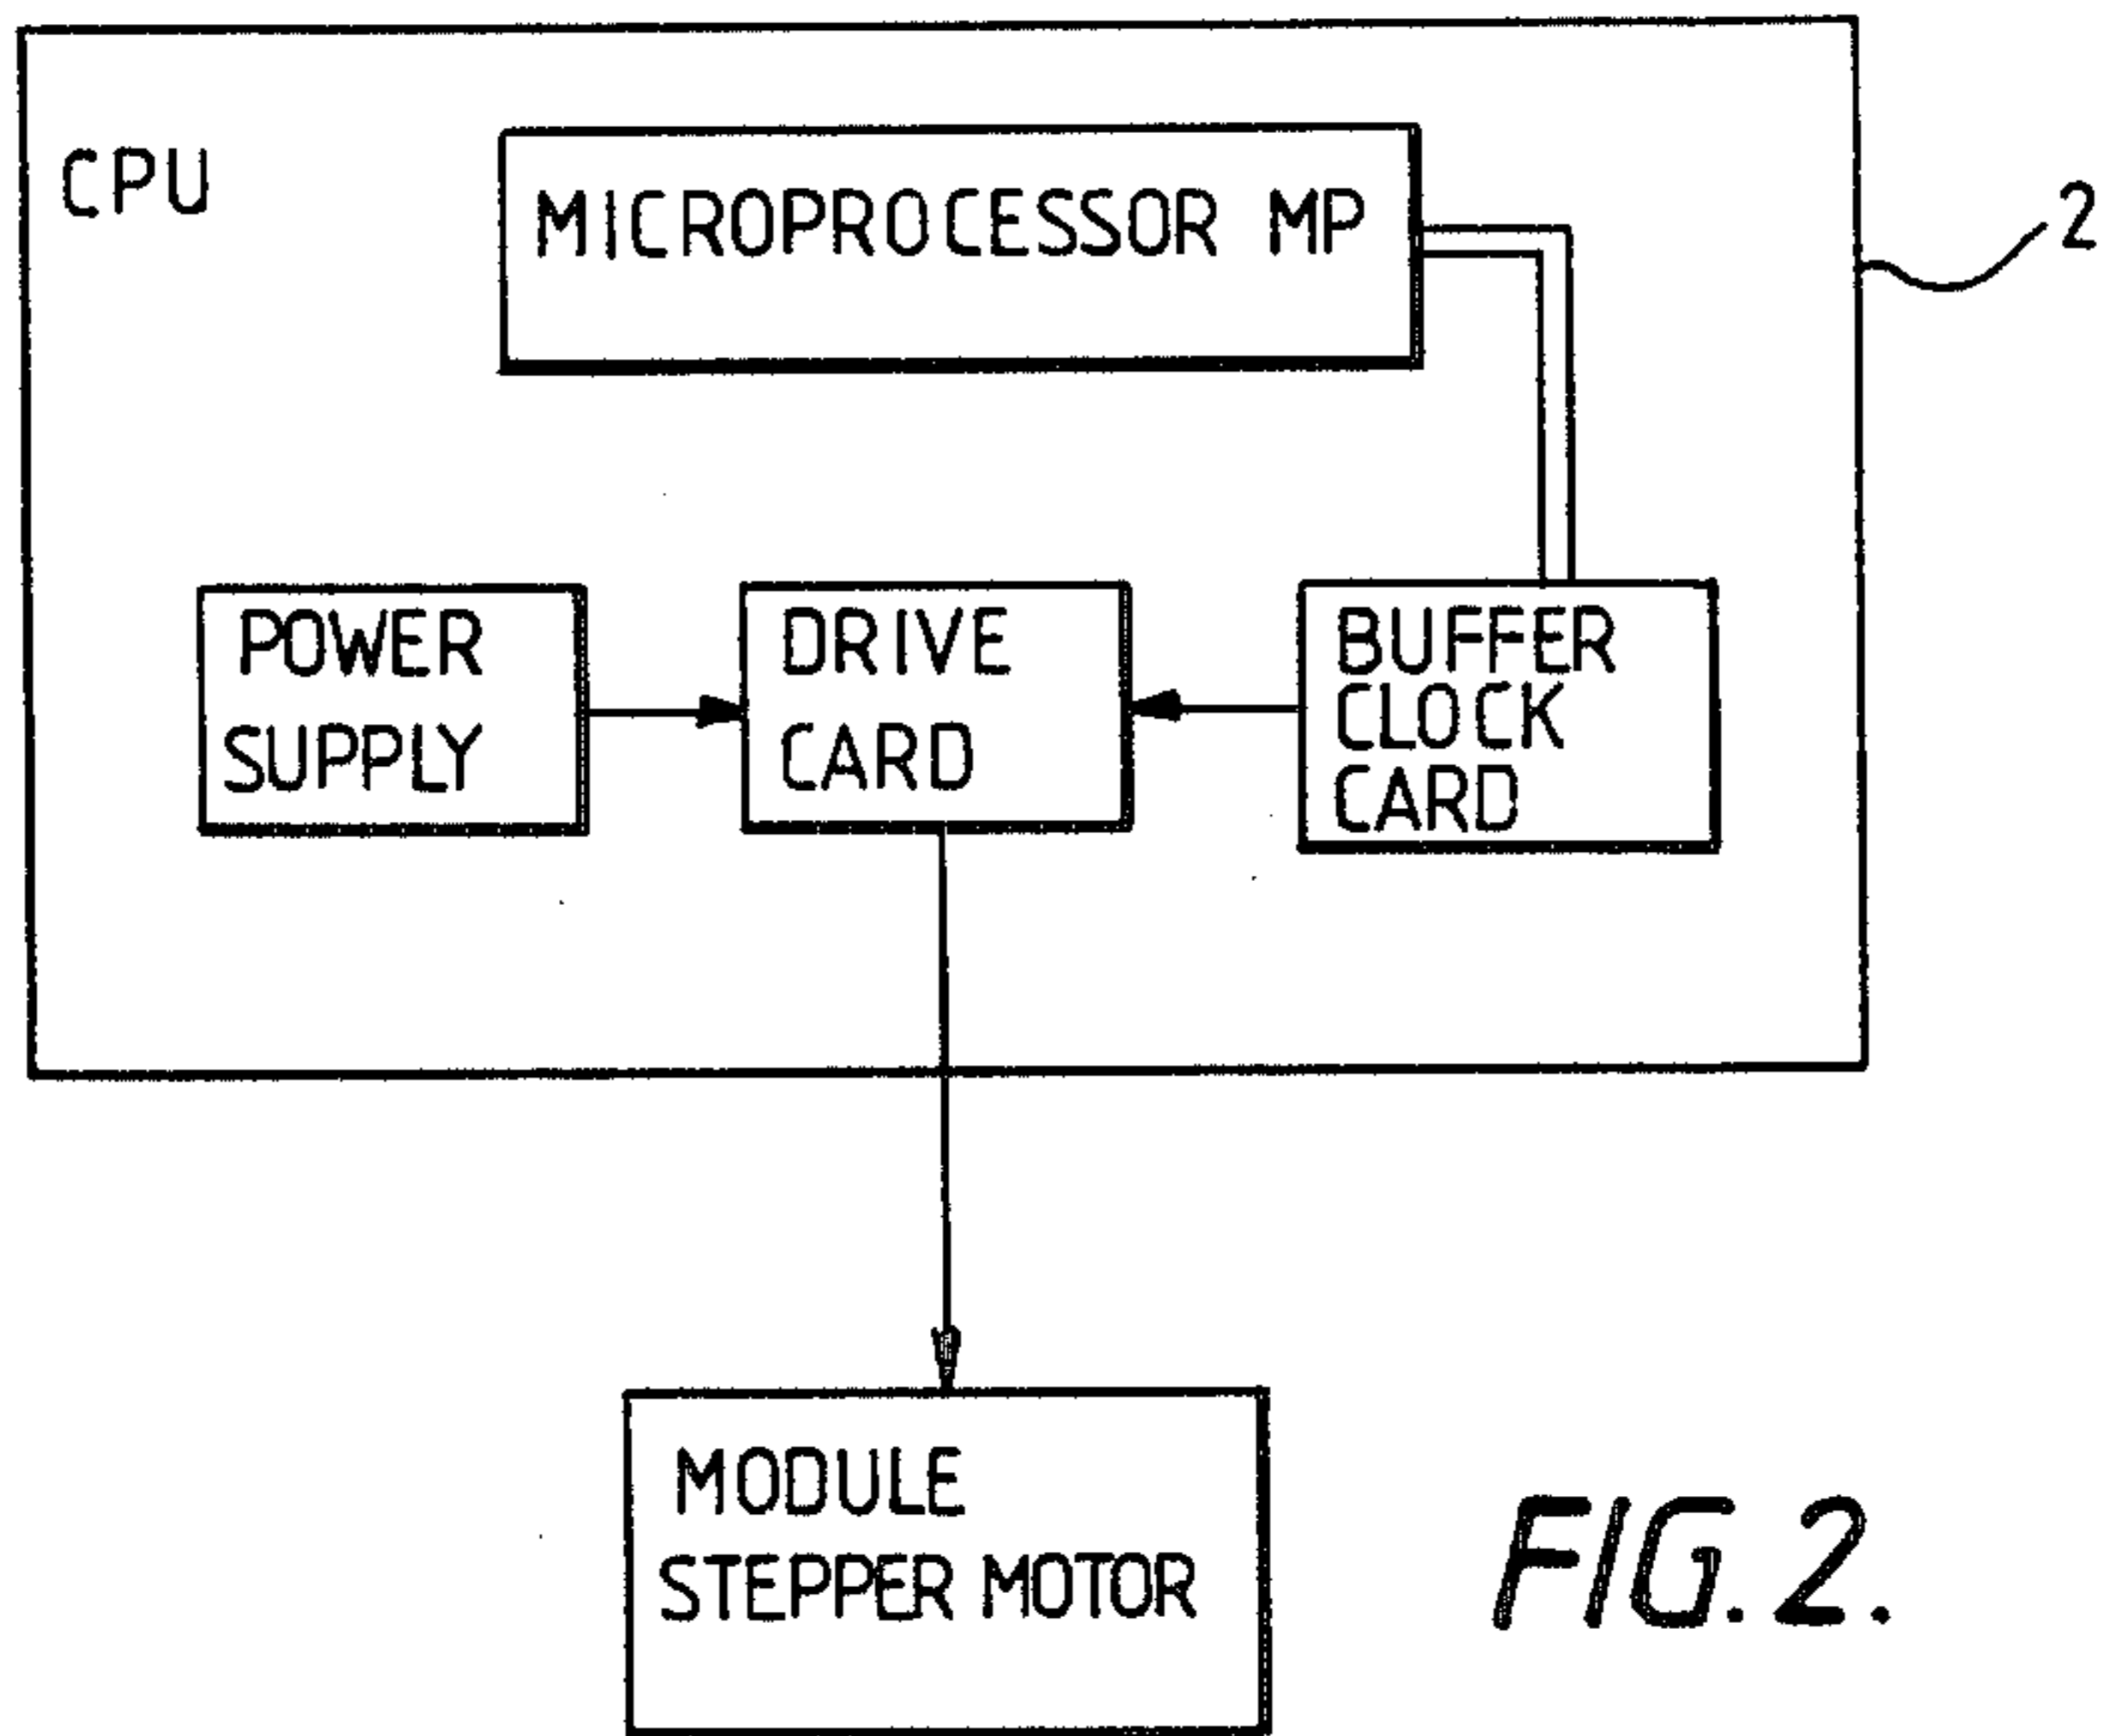 CPU
MICROPROCESSOR MP
2
POWER
SUPPLY
DRIVE
CARD
BUFFER
CLOCK
CARD
MODULE
STEPPER MOTOR
FIG.2.